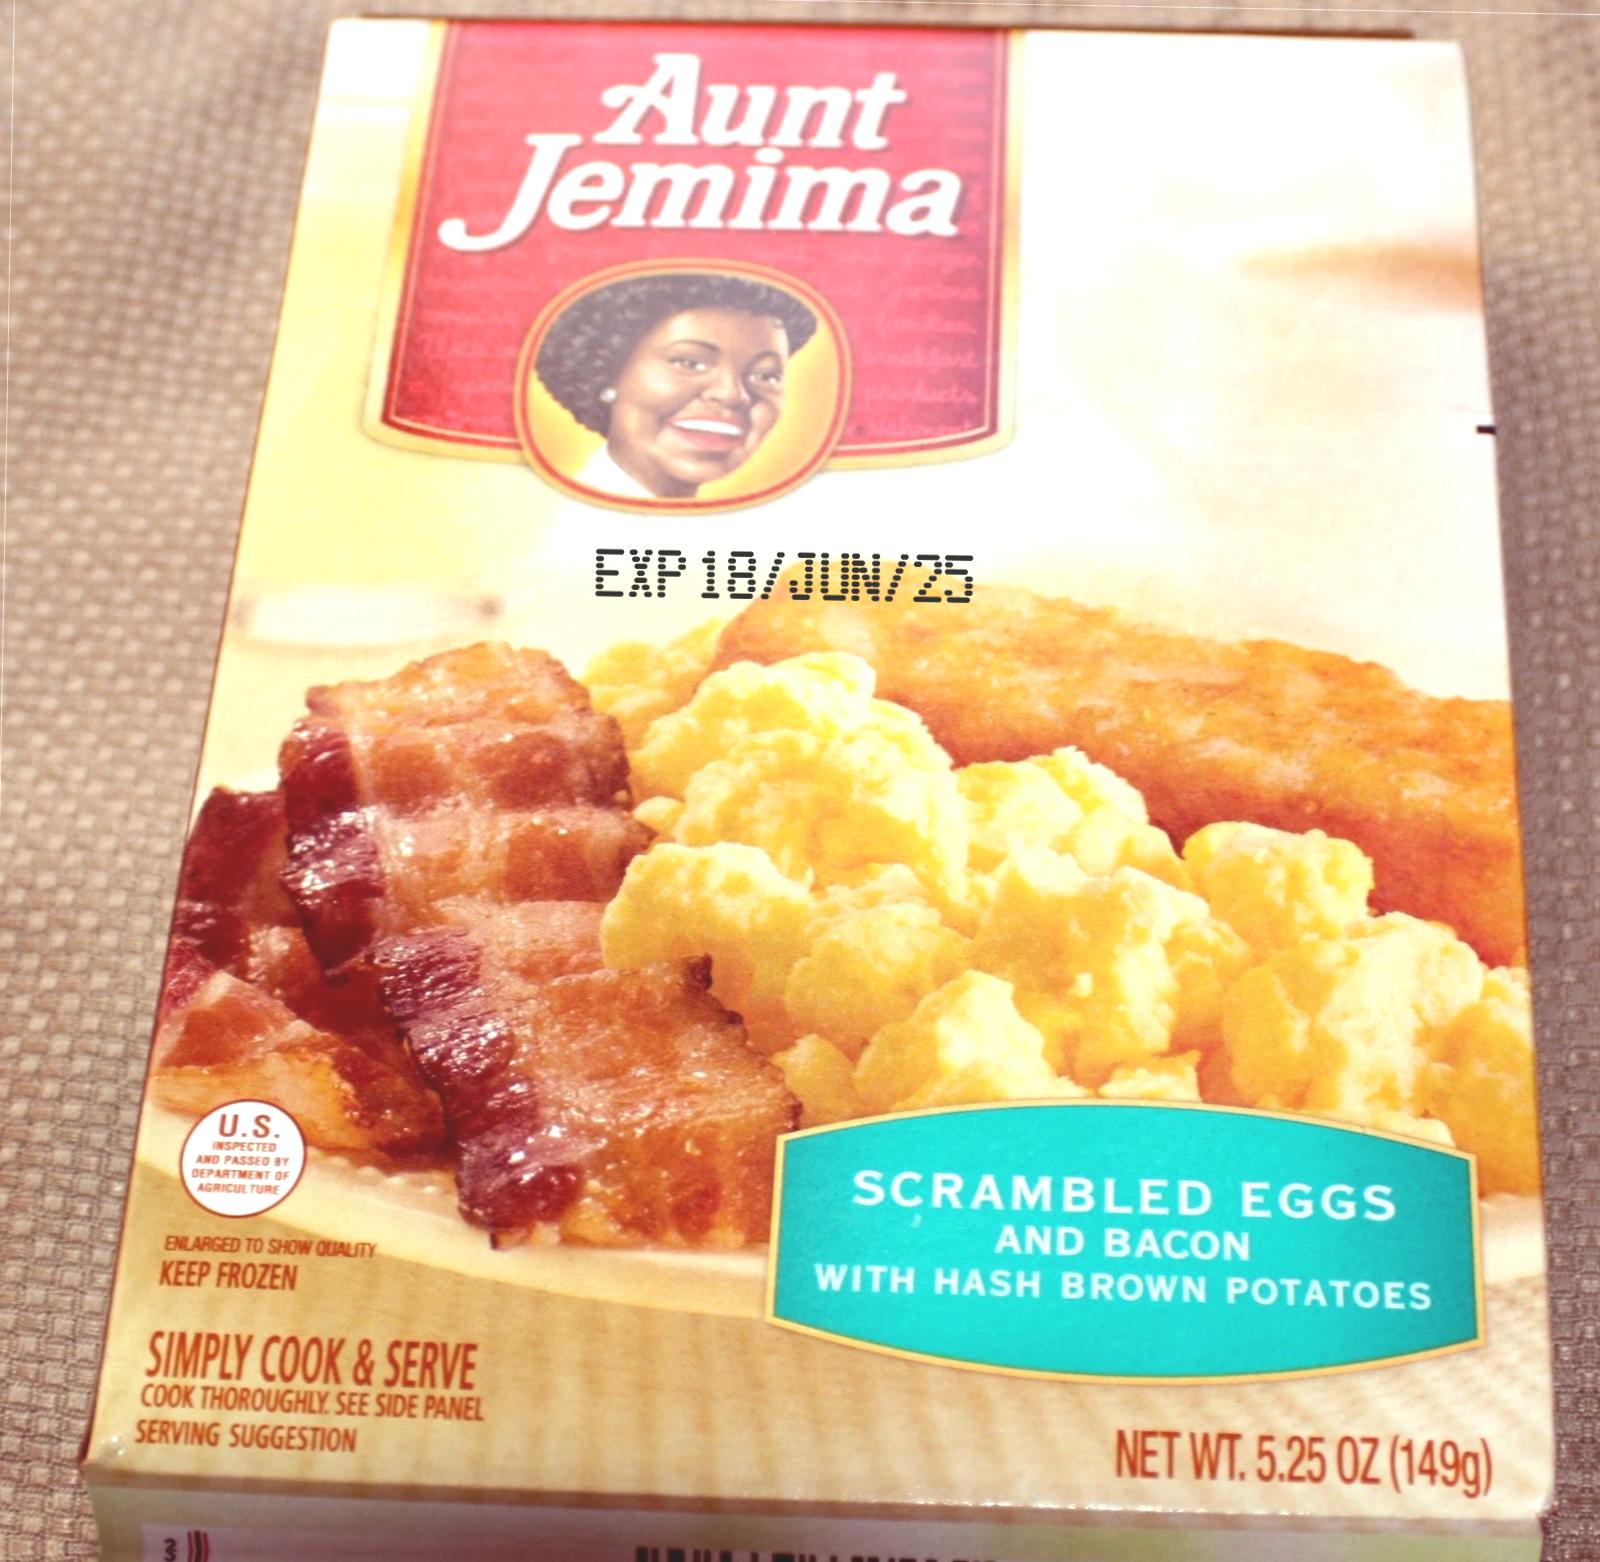 Aunt
Jemima
EXP 18/JUN/25
U.S.
INSPECTED
AND PASSED BY
DEPARTMENT OF
AGRICULTURE
ENLARGED TO SHOW QUALITY
KEEP FROZEN
SIMPLY COOK & SERVE
COOK THOROUGHLY. SEE SIDE PANEL
SERVING SUGGESTION
SCRAMBLED EGGS
AND BACON
WITH HASH BROWN POTATOES
NET WT. 5.25 OZ (149g)